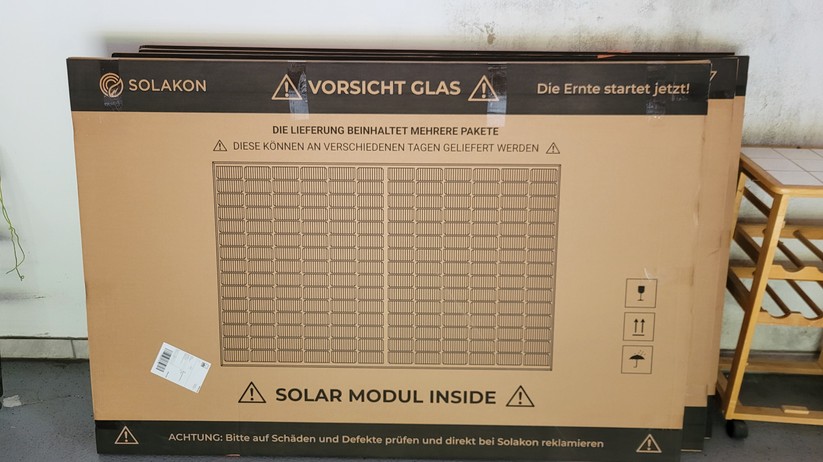 SOLAKON
VORSICHT GLAS
Die Ernte startet jetzt!
DIE LIEFERUNG BEINHALTET MEHRERE PAKETE
DIESE KÖNNEN AN VERSCHIEDENEN TAGEN GELIEFERT WERDEN
SOLAR MODUL INSIDE
ACHTUNG: Bitte auf Schäden und Defekte prüfen und direkt bei Solakon reklamieren